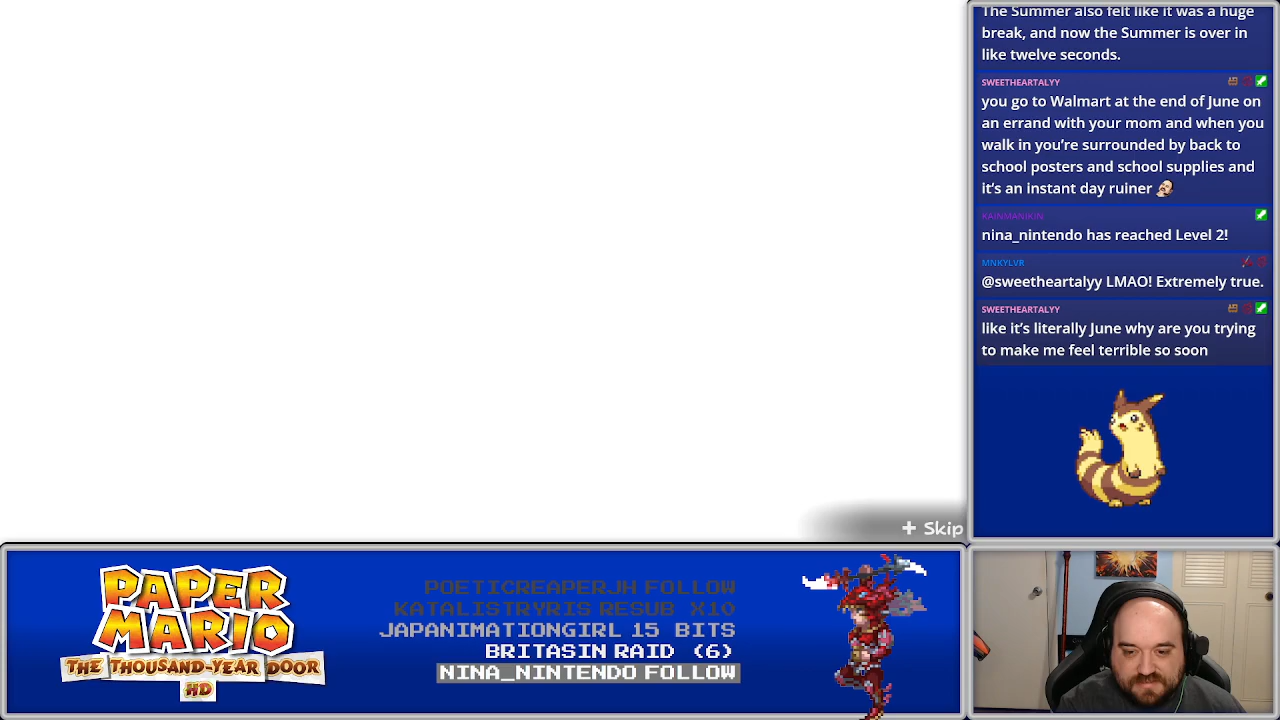 The Summer also felt like it was a huge
break, and now the Summer is over in
like twelve seconds.
SWEETHEARTALYY
you go to Walmart at the end of June on
an errand with your mom and when you
walk in you’re surrounded by back to
school posters and school supplies and
it’s an instant day ruiner
KAINMANIKIN
nina_nintendo has reached Level 2!
MNKYLVR
@sweetheartalyy LMAO! Extremely true.
SWEETHEARTALYY
like it’s literally June why are you trying
to make me feel terrible so soon
+ Skip
PAPER
MARIO
THE THOUSAND-YEAR DOOR
HD
POETICREAPERJH FOLLOW
KATALISTRYRIS RESUB X10
JAPANIMATIONGIRL 15 BITS
BRITASIN RAID (6)
NINA_NINTENDO FOLLOW